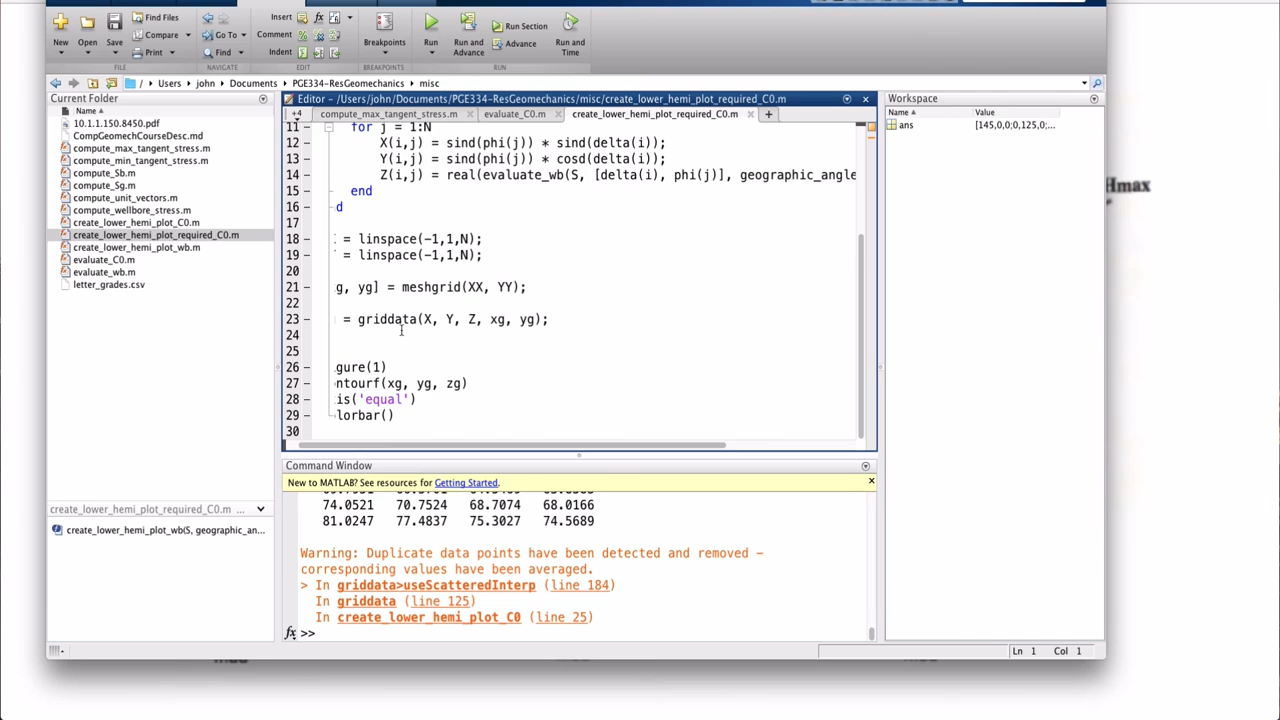 Find Files
Insert
Compare
Go To
Comment
Run Section
New
Open
Save
Print
Find
Indent
Breakpoints
Run
Run and Advance
Advance
Run and Time
FILE
NAVIGATE
EDIT
BREAKPOINTS
RUN
/ Users john Documents PGE334-ResGeomechanics misc
Current Folder
Name
10.1.1.150.8450.pdf
CompGeomechCourseDesc.md
compute_max_tangent_stress.m
compute_min_tangent_stress.m
compute_Sb.m
compute_Sg.m
compute_unit_vectors.m
compute_wellbore_stress.m
create_lower_hemi_plot_C0.m
create_lower_hemi_plot_required_C0.m
create_lower_hemi_plot_wb.m
evaluate_C0.m
evaluate_wb.m
letter_grades.csv
create_lower_hemi_plot_required_C0.m ...
create_lower_hemi_plot_wb(S, geographic_an...
Editor - /Users/john/Documents/PGE334-ResGeomechanics/misc/create_lower_hemi_plot_required_C0.m
+4 compute_max_tangent_stress.m evaluate_C0.m create_lower_hemi_plot_required_C0.m
11 for j = 1:N
12 X(i,j) = sind(phi(j)) * sind(delta(i));
13 Y(i,j) = sind(phi(j)) * cosd(delta(i));
14 Z(i,j) = real(evaluate_wb(S, [delta(i), phi(j)], geographic_angle
15 end
16 d
17
18 = linspace(-1,1,N);
19 = linspace(-1,1,N);
20
21 g, yg] = meshgrid(XX, YY);
22
23 = griddata(X, Y, Z, xg, yg);
24
25
26 gure(1)
27 ntourf(xg, yg, zg)
28 is('equal')
29 lorbar()
30
Command Window
New to MATLAB? See resources for Getting Started.
74.0521 70.7524 68.7074 68.0166
81.0247 77.4837 75.3027 74.5689
Warning: Duplicate data points have been detected and removed -
corresponding values have been averaged.
> In griddata>useScatteredInterp (line 184)
In griddata (line 125)
In create_lower_hemi_plot_C0 (line 25)
fx >>
Workspace
Name Value
ans [145,0,0;0,125,0;...
Hmax
Ln 1 Col 1